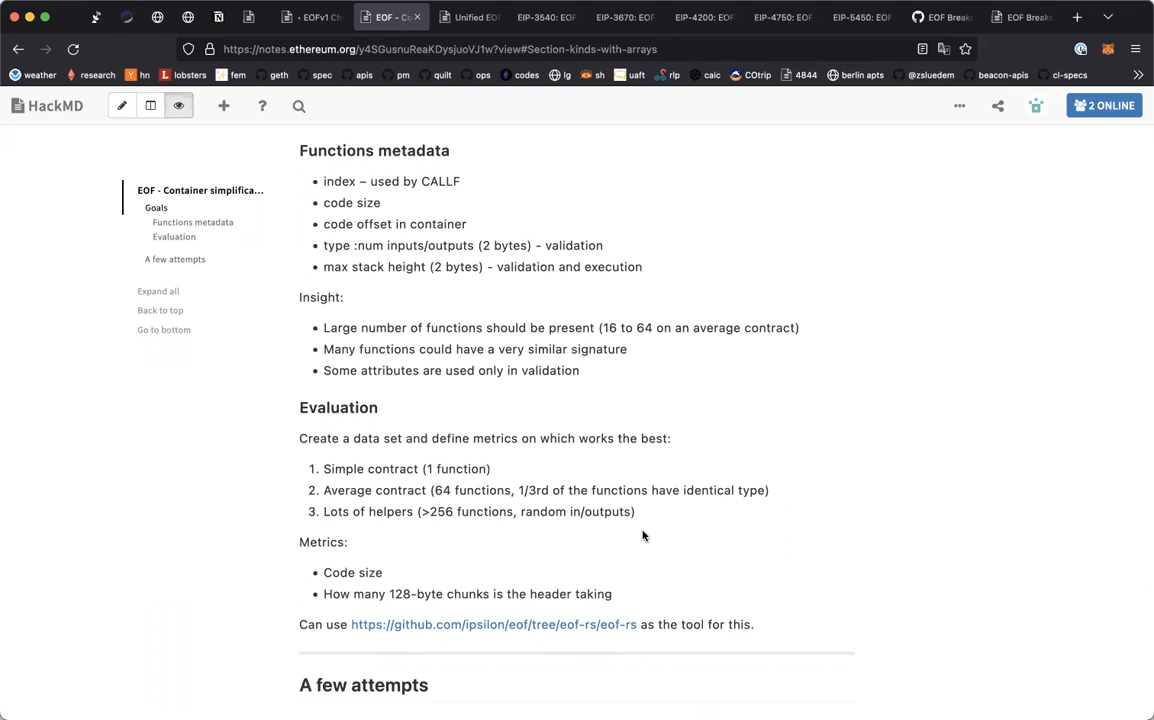 EOFv1 Ch
EOF - Co
Unified EO
EIP-3540: EOF
EIP-3670: EOF
EIP-4200: EOF
EIP-4750: EOF
EIP-5450: EOF
EOF Break
EOF Break
https://notes.ethereum.org/y4SGusnuReaKDysjuoVJ1w?view#Section-kinds-with-arrays
weather research hn lobsters fem geth spec apis pm quilt ops codes lg sh uaft rlp caic COtrip 4844 berlin apts @zsluedem beacon-apis cl-specs
HackMD
2 ONLINE
EOF - Container simplifica...
Goals
Functions metadata
Evaluation
A few attempts
Expand all
Back to top
Go to bottom
Functions metadata
• index – used by CALLF
• code size
• code offset in container
• type :num inputs/outputs (2 bytes) - validation
• max stack height (2 bytes) - validation and execution
Insight:
• Large number of functions should be present (16 to 64 on an average contract)
• Many functions could have a very similar signature
• Some attributes are used only in validation
Evaluation
Create a data set and define metrics on which works the best:
1. Simple contract (1 function)
2. Average contract (64 functions, 1/3rd of the functions have identical type)
3. Lots of helpers (>256 functions, random in/outputs)
Metrics:
• Code size
• How many 128-byte chunks is the header taking
Can use https://github.com/ipsilon/eof/tree/eof-rs/eof-rs as the tool for this.
A few attempts